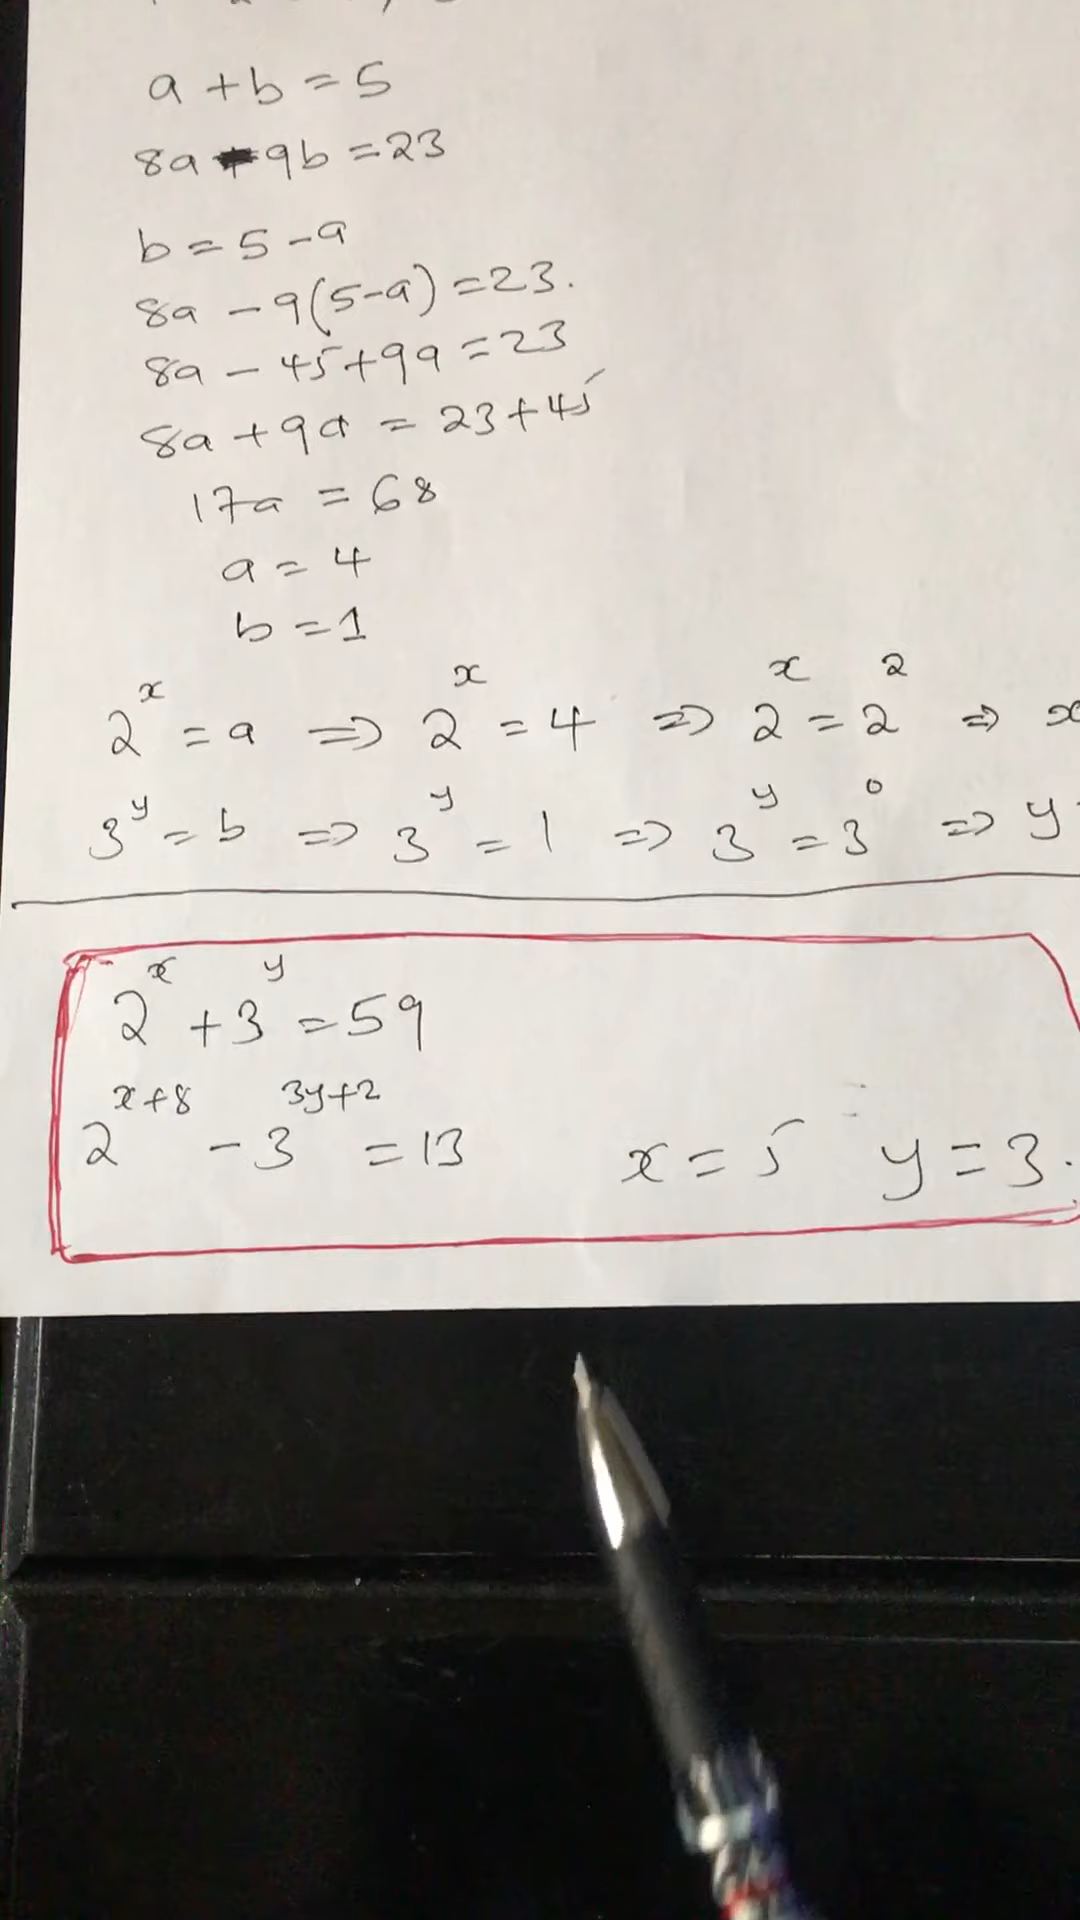 a + b = 5
8a - 9b = 23
b = 5 - a
8a - 9(5-a) = 23.
8a - 45 + 9a = 23
8a + 9a = 23 + 45
17a = 68
a = 4
b = 1
2^x = a ⇒ 2^x = 4 ⇒ 2^x = 2^2 ⇒ x
3^y = b ⇒ 3^y = 1 ⇒ 3^y = 3^0 ⇒ y
2^x + 3^y = 59
2^(x+8) - 3^(3y+2) = 13 x = 5 y = 3.